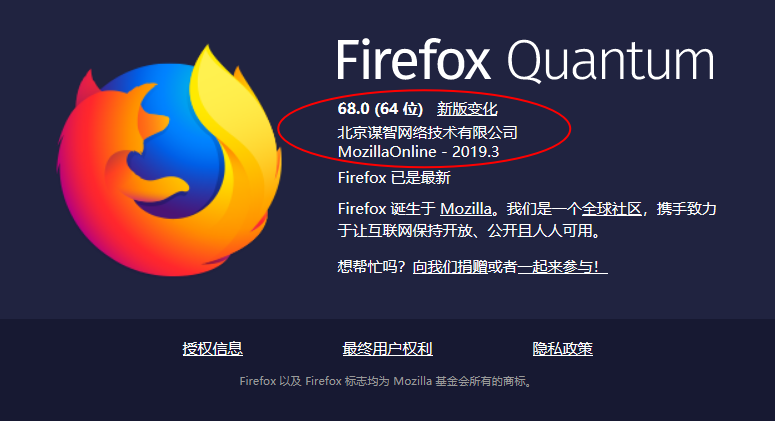 Firefox Quantum
68.0 (64 位) 新版变化
北京谋智网络技术有限公司
MozillaOnline - 2019.3
Firefox 已是最新
Firefox 诞生于 Mozilla。我们是一个全球社区，携手致力
于让互联网保持开放、公开且人人可用。
想帮忙吗？向我们捐赠或者一起来参与！
授权信息 最终用户权利 隐私政策
Firefox 以及 Firefox 标志均为 Mozilla 基金会所有的商标。